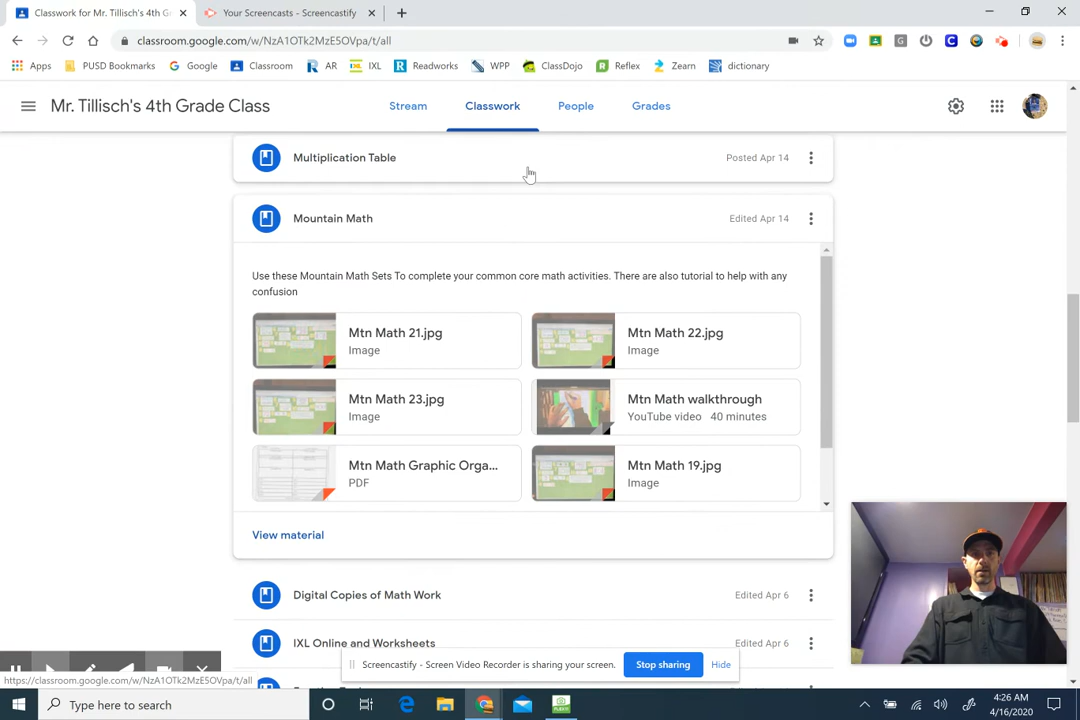 Classwork for Mr. Tillisch's 4th G
Your Screencasts - Screencastify
classroom.google.com/w/NzA1OTk2MzE5OVpa/t/all
Apps PUSD Bookmarks Google Classroom AR IXL Readworks WPP ClassDojo Reflex Zearn dictionary
Mr. Tillisch's 4th Grade Class
Stream Classwork People Grades
Multiplication Table Posted Apr 14
Mountain Math Edited Apr 14
Use these Mountain Math Sets To complete your common core math activities. There are also tutorial to help with any
confusion
Mtn Math 21.jpg
Image
Mtn Math 22.jpg
Image
Mtn Math 23.jpg
Image
Mtn Math walkthrough
YouTube video 40 minutes
Mtn Math Graphic Orga...
PDF
Mtn Math 19.jpg
Image
View material
Digital Copies of Math Work Edited Apr 6
IXL Online and Worksheets Edited Apr 6
Screencastify - Screen Video Recorder is sharing your screen. Stop sharing Hide
https://classroom.google.com/w/NzA1OTk2MzE5OVpa/t/all
Type here to search
4:26 AM
4/16/2020